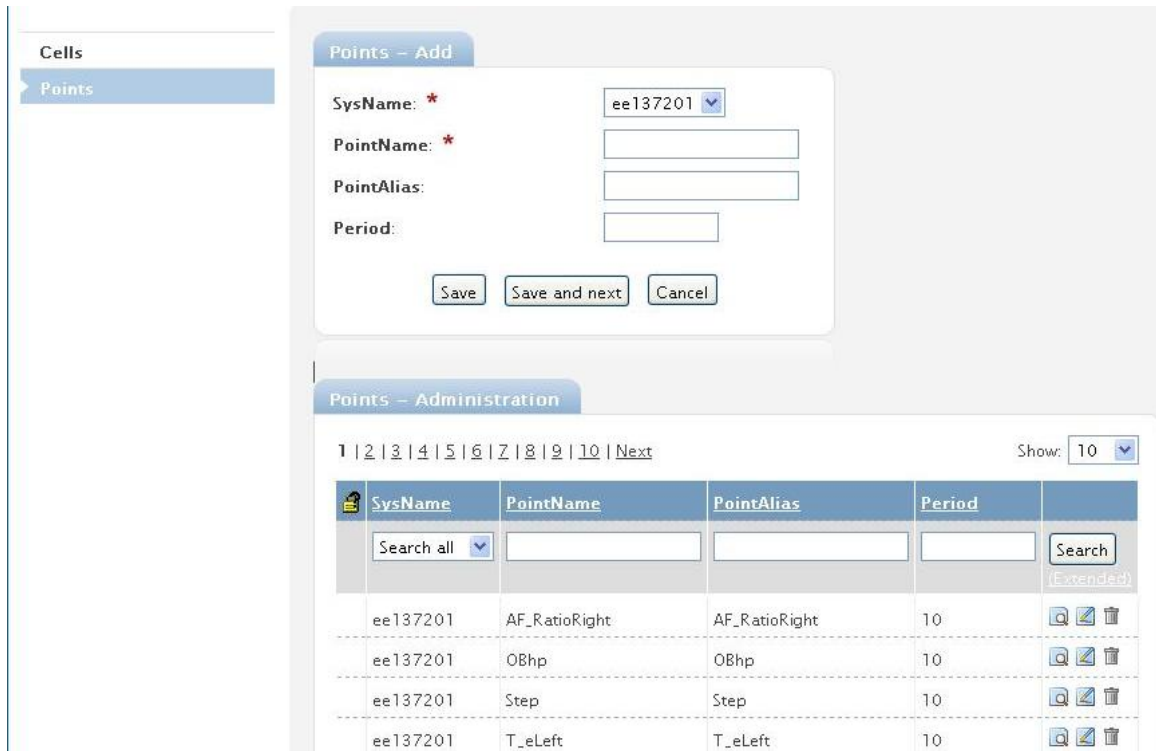 Cells
Points
Points – Add
SysName: * ee137201
PointName: *
PointAlias:
Period:
Save Save and next Cancel
Points – Administration
1 | 2 | 3 | 4 | 5 | 6 | 7 | 8 | 9 | 10 | Next Show: 10
SysName PointName PointAlias Period
Search all Search
(Extended)
ee137201 AF_RatioRight AF_RatioRight 10
ee137201 OBhp OBhp 10
ee137201 Step Step 10
ee137201 T_eLeft T_eLeft 10